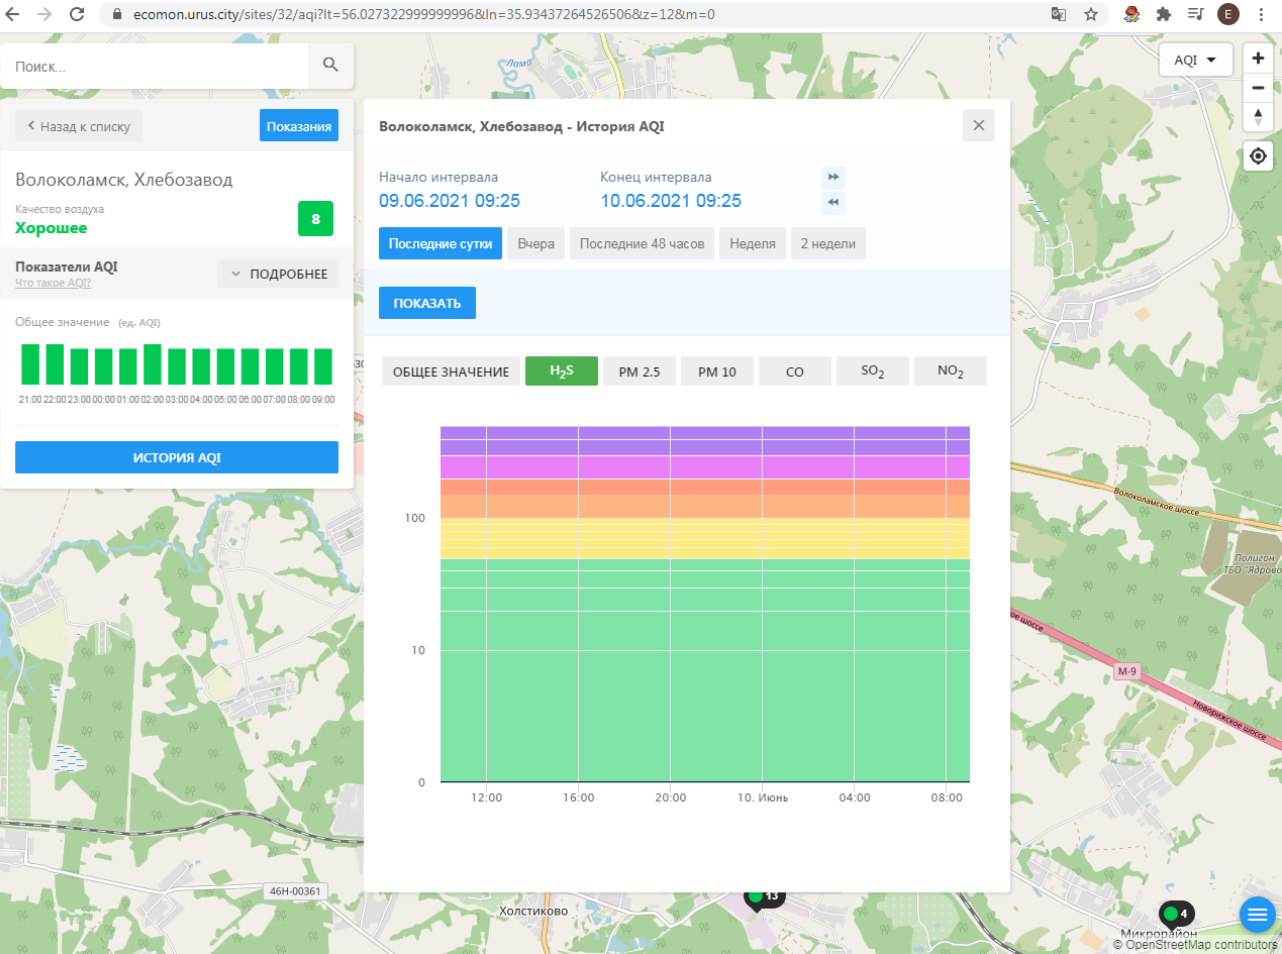 ecomon.urus.city/sites/32/aqi?lt=56.027322999999996&ln=35.93437264526506&z=12&m=0
E
Поиск...
AQI
Назад к списку
Показания
Волоколамск, Хлебозавод
Качество воздуха
Хорошее
8
Показатели AQI
Что такое AQI?
ПОДРОБНЕЕ
Общее значение (ед. AQI)
21:00 22:00 23:00 00:00 01:00 02:00 03:00 04:00 05:00 06:00 07:00 08:00 09:00
ИСТОРИЯ AQI
Волоколамск, Хлебозавод - История AQI
Начало интервала
Конец интервала
09.06.2021 09:25
10.06.2021 09:25
Последние сутки
Вчера
Последние 48 часов
Неделя
2 недели
ПОКАЗАТЬ
ОБЩЕЕ ЗНАЧЕНИЕ
H2S
PM 2.5
PM 10
CO
SO2
NO2
100
10
0
12:00
16:00
20:00
10. Июнь
04:00
08:00
Лама
Волоколамское шоссе
Полигон
ТБО "Ядрово
шоссе
М-9
Новорижское шоссе
46Н-00361
Холстиково
13
4
Микрорайон
© OpenStreetMap contributors